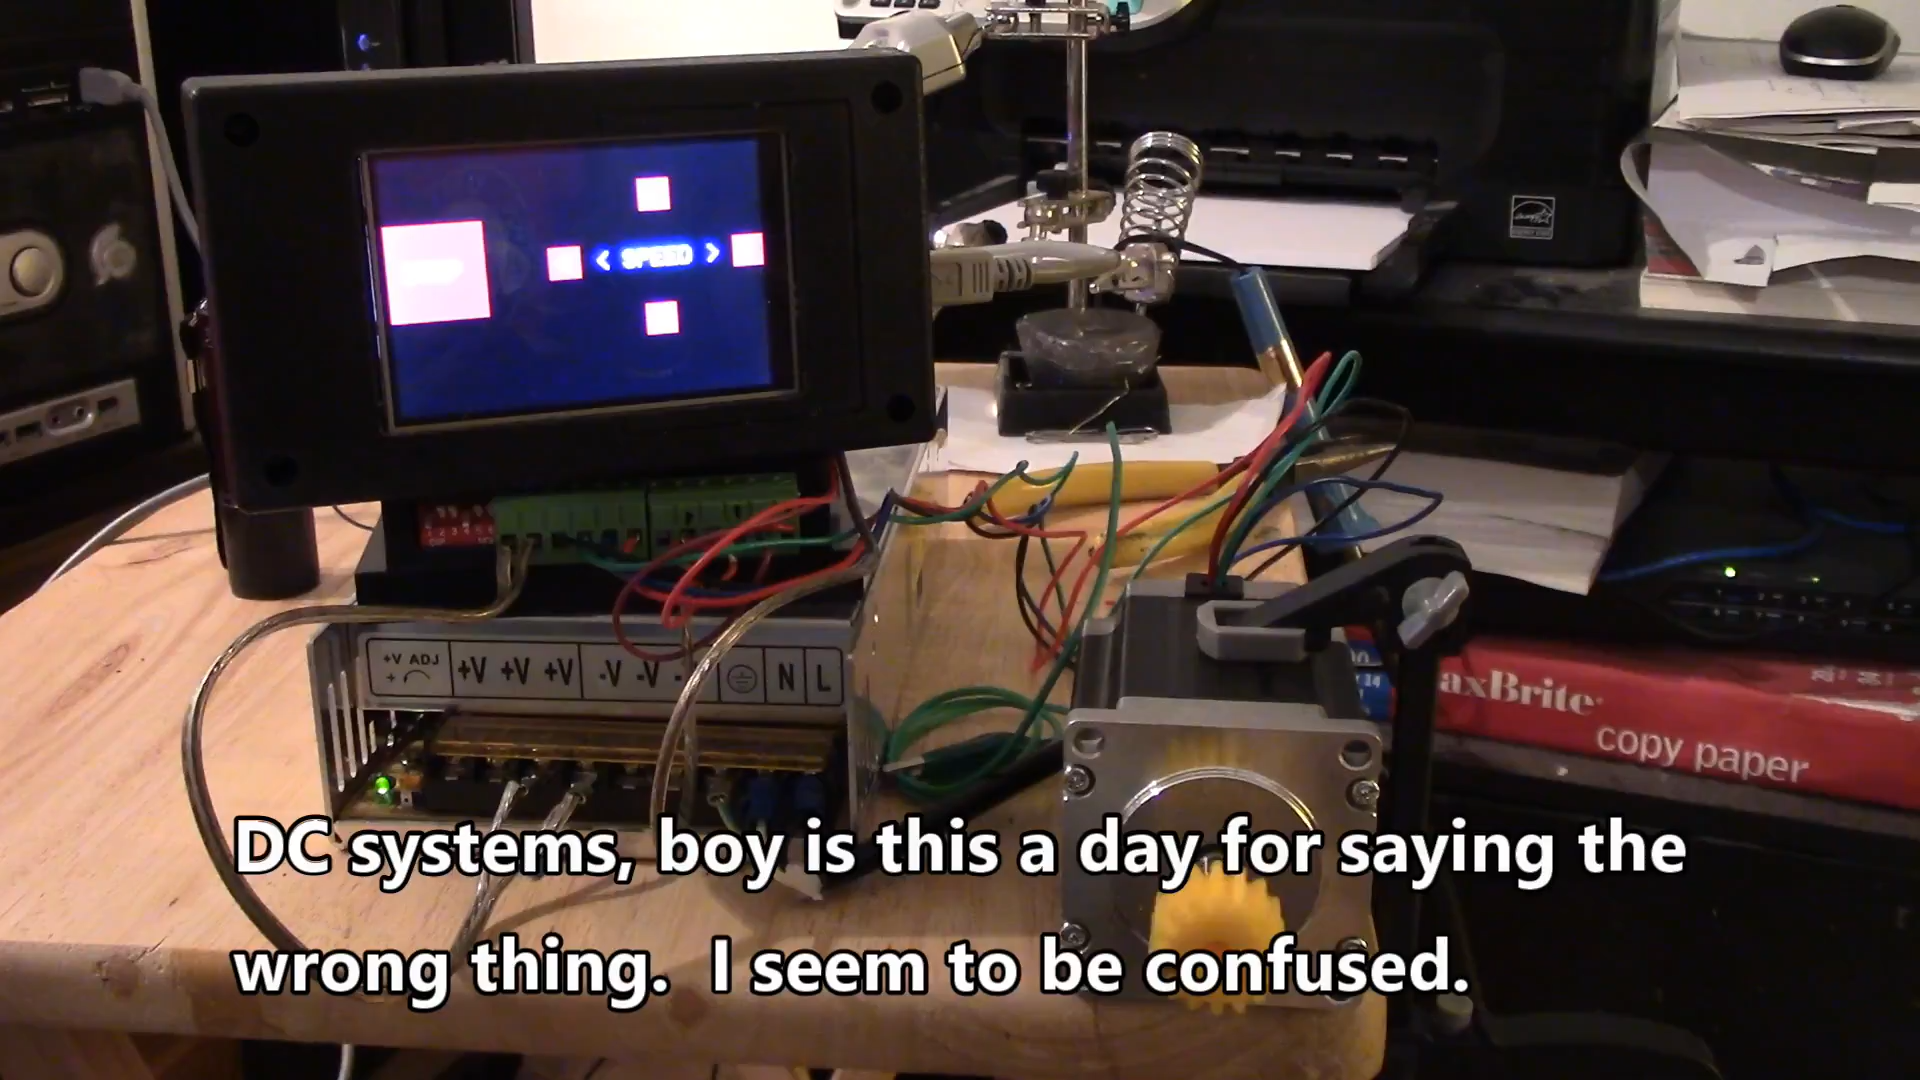 < SPEED >
+V ADJ
+
+V +V +V -V -V - N L
axBrite
copy paper
DC systems, boy is this a day for saying the
wrong thing. I seem to be confused.